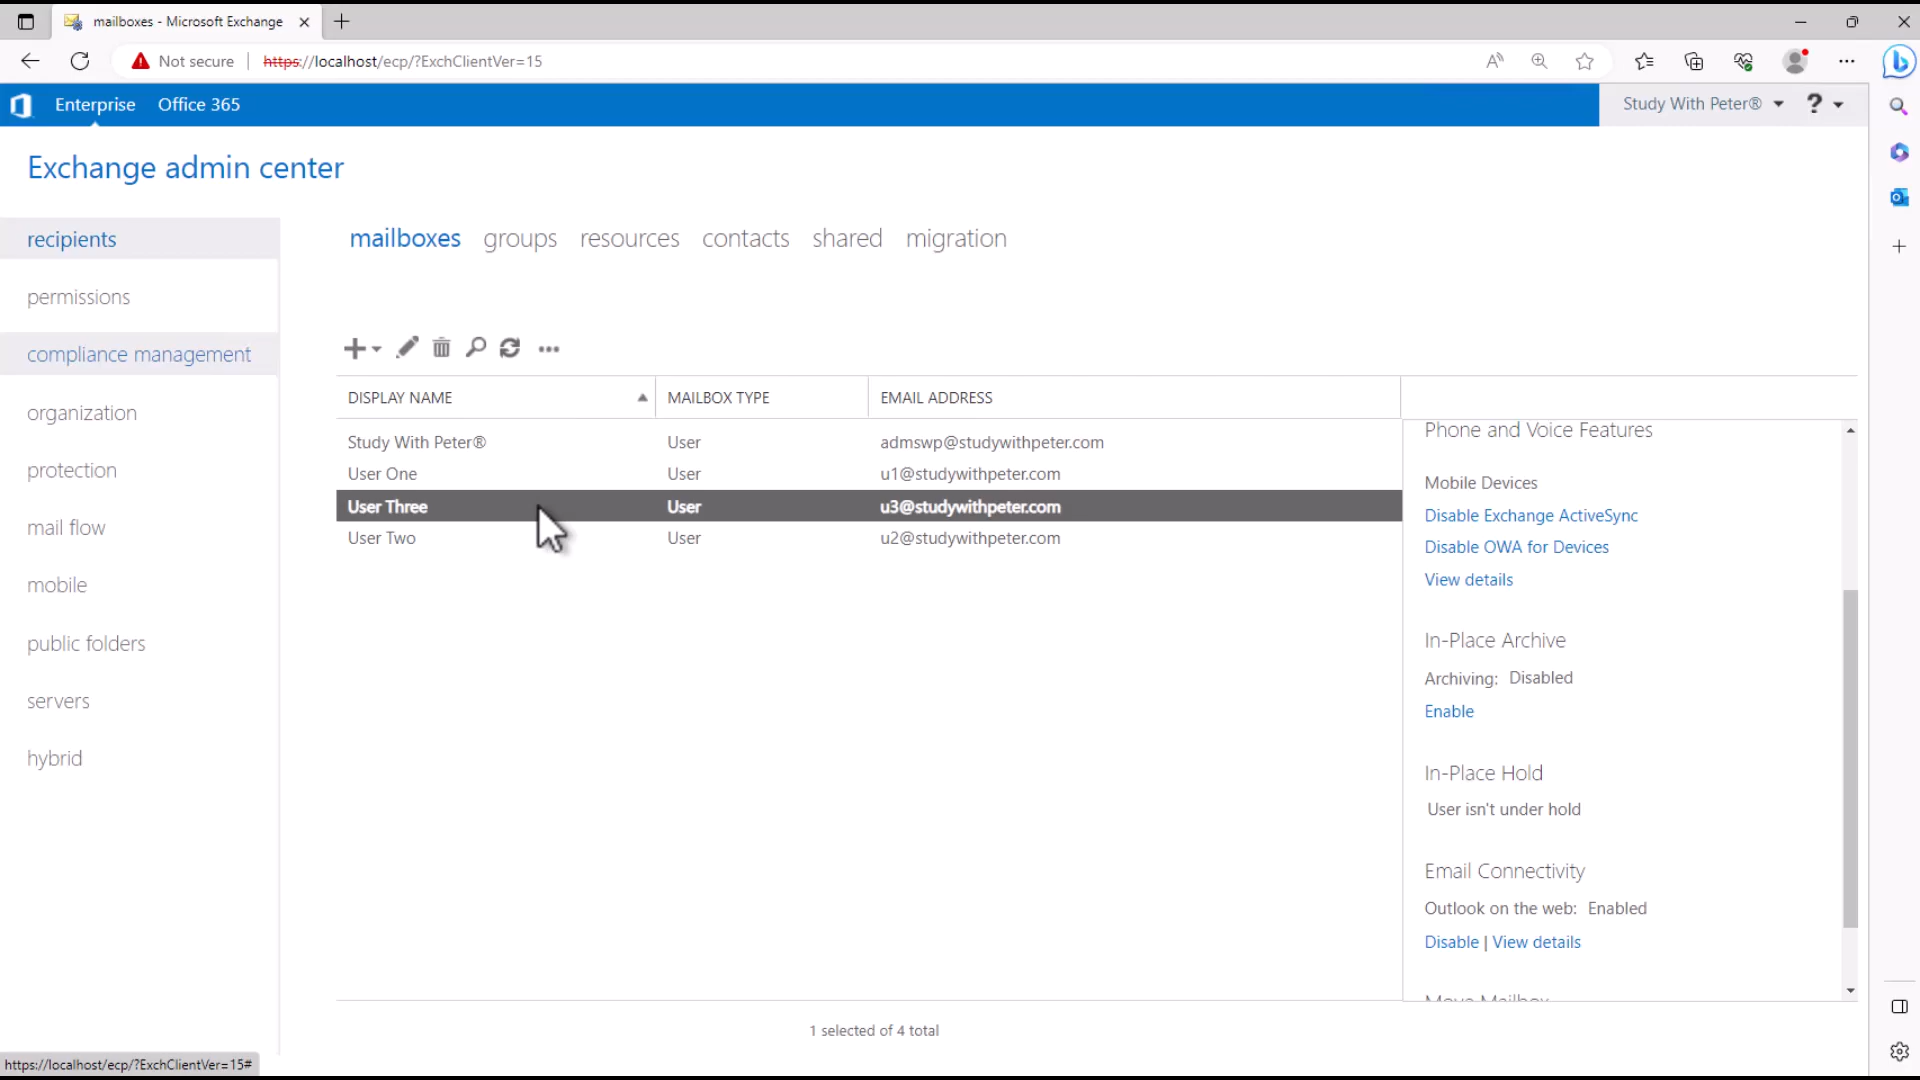 mailboxes - Microsoft Exchange
Not secure
https://localhost/ecp/?ExchClientVer=15
Enterprise
Office 365
Study With Peter®
?
Exchange admin center
recipients
permissions
compliance management
organization
protection
mail flow
mobile
public folders
servers
hybrid
mailboxes groups resources contacts shared migration
DISPLAY NAME MAILBOX TYPE EMAIL ADDRESS
Study With Peter® User admswp@studywithpeter.com
User One User u1@studywithpeter.com
User Three User u3@studywithpeter.com
User Two User u2@studywithpeter.com
Phone and Voice Features
Mobile Devices
Disable Exchange ActiveSync
Disable OWA for Devices
View details
In-Place Archive
Archiving: Disabled
Enable
In-Place Hold
User isn't under hold
Email Connectivity
Outlook on the web: Enabled
Disable | View details
Move Mailbox
1 selected of 4 total
https://localhost/ecp/?ExchClientVer=15#